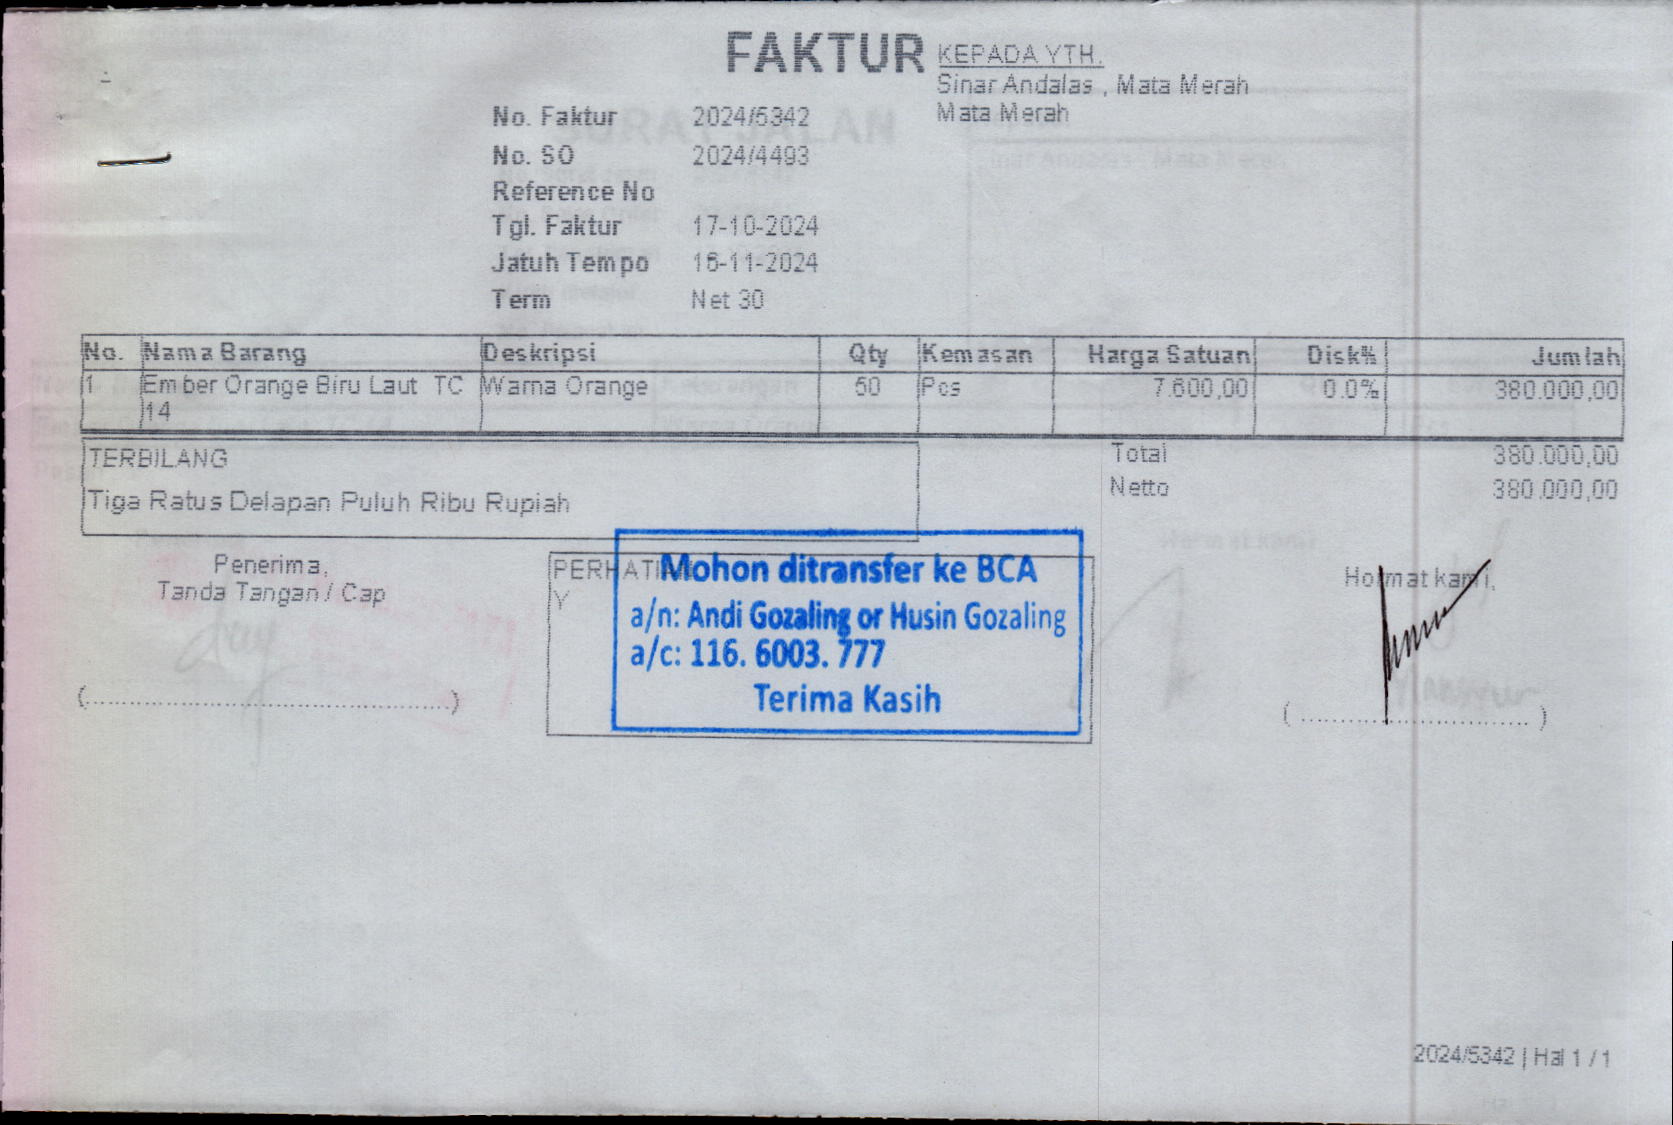 FAKTUR
KEPADA YTH.
Sinar Andalas , Mata Merah
Mata Merah
No. Faktur 2024/5342
No. SO 2024/4493
Reference No
Tgl. Faktur 17-10-2024
Jatuh Tempo 16-11-2024
Term Net 30
No. Nama Barang Deskripsi Qty Kemasan Harga Satuan Disk% Jumlah
1 Ember Orange Biru Laut TC Warna Orange 50 Pcs 7.600,00 0.0% 380.000,00
14
TERBILANG
Tiga Ratus Delapan Puluh Ribu Rupiah
Total 380.000,00
Netto 380.000,00
Penerima,
Tanda Tangan / Cap
(................................................)
Y
Mohon ditransfer ke BCA
a/n: Andi Gozaling or Husin Gozaling
a/c: 116. 6003. 777
Terima Kasih
Hormat kami,
(................................)
2024/5342 | Hal 1 / 1